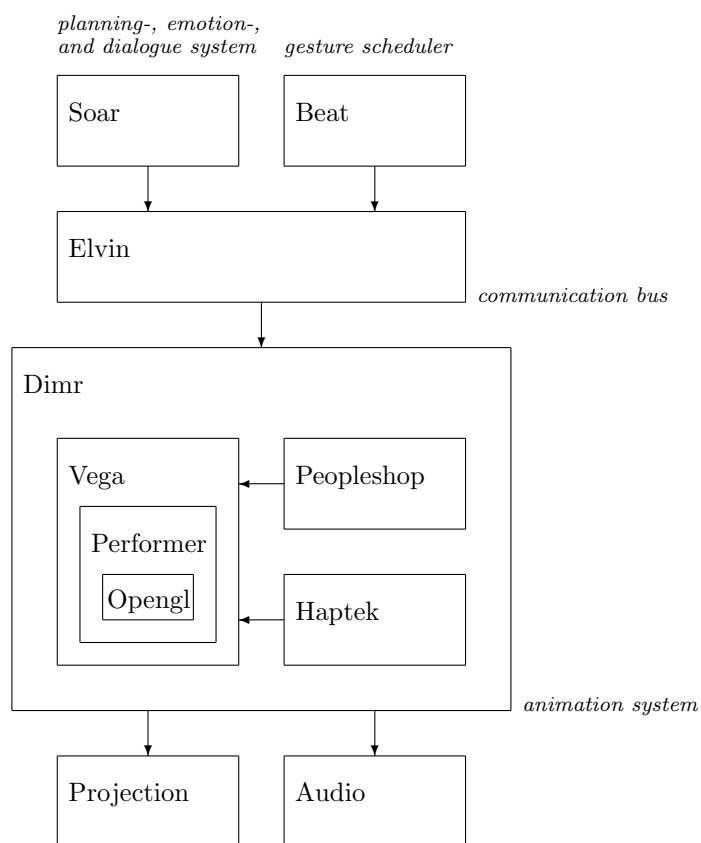 planning-, emotion-,
and dialogue system
gesture scheduler
Soar
Beat
Elvin
communication bus
Dimr
Vega
Peopleshop
Performer
Opengl
Haptek
animation system
Projection
Audio